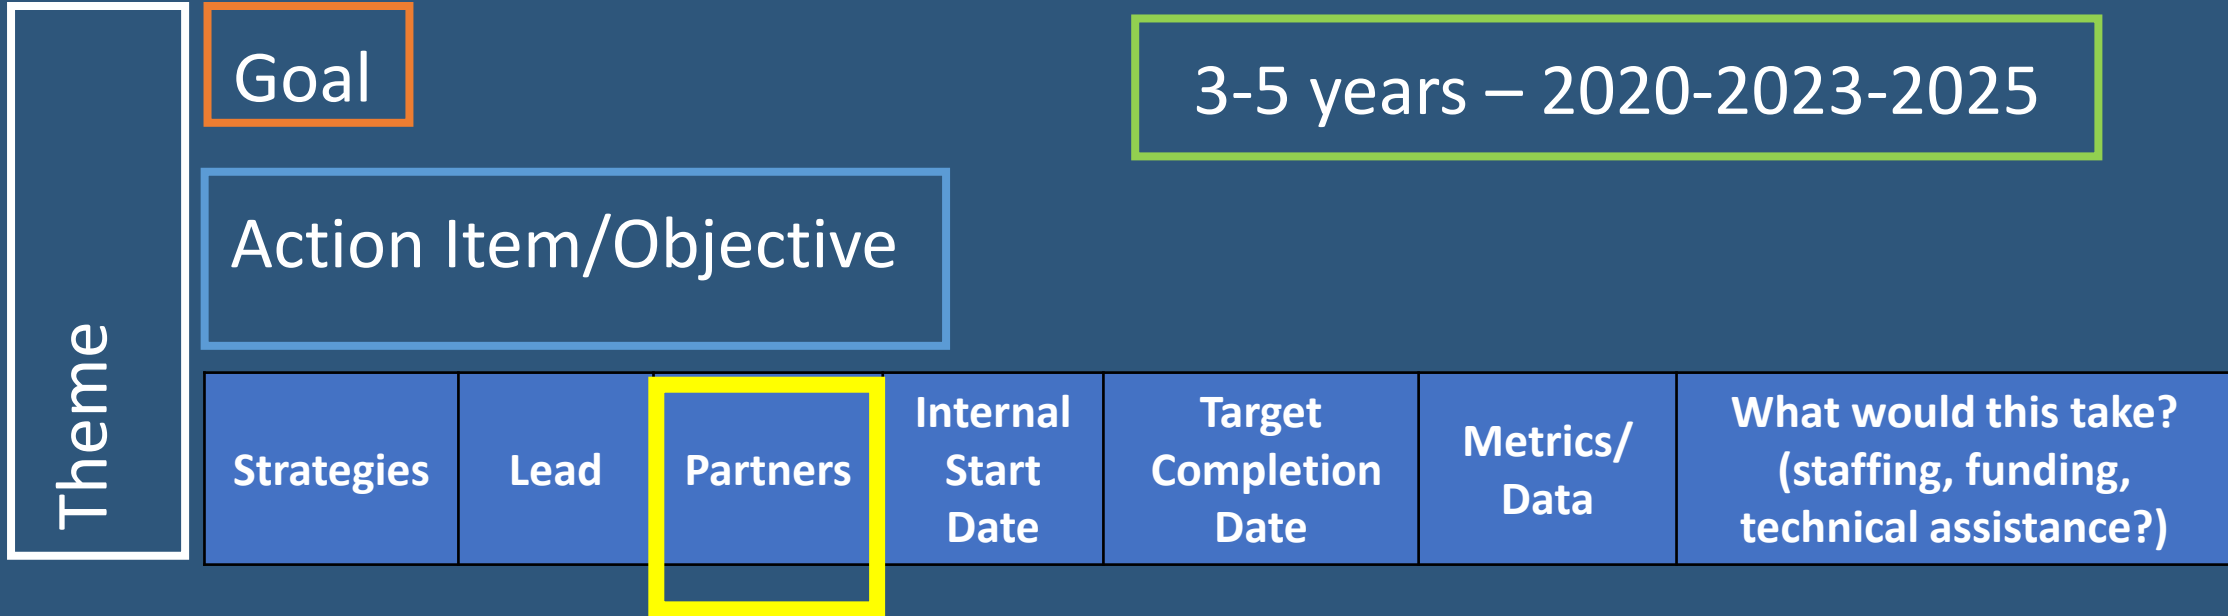 Theme
Goal
3-5 years – 2020-2023-2025
Action Item/Objective
Strategies
Lead
Partners
Internal
Start
Date
Target
Completion
Date
Metrics/
Data
What would this take?
(staffing, funding,
technical assistance?)